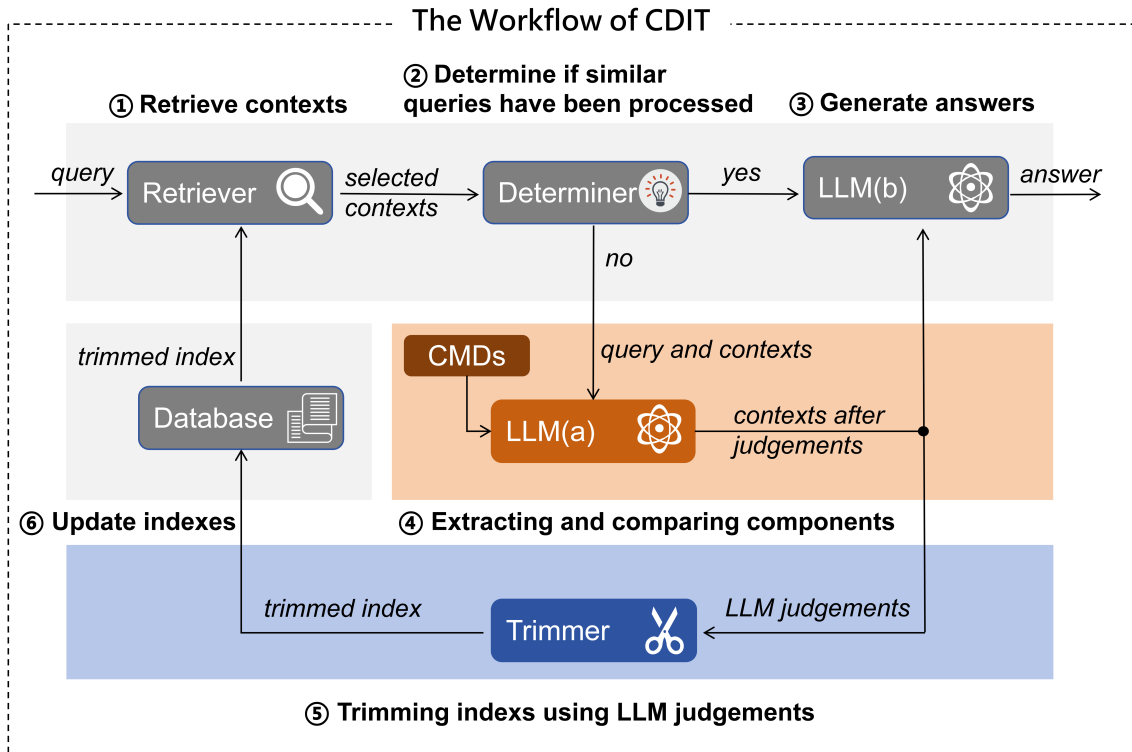 The Workflow of CDIT
① Retrieve contexts
② Determine if similar
queries have been processed
③ Generate answers
query
Retriever
selected
contexts
Determiner
yes
LLM(b)
answer
no
trimmed index
CMDs
query and contexts
Database
LLM(a)
contexts after
judgements
⑥ Update indexes
④ Extracting and comparing components
trimmed index
Trimmer
LLM judgements
⑤ Trimming indexs using LLM judgements